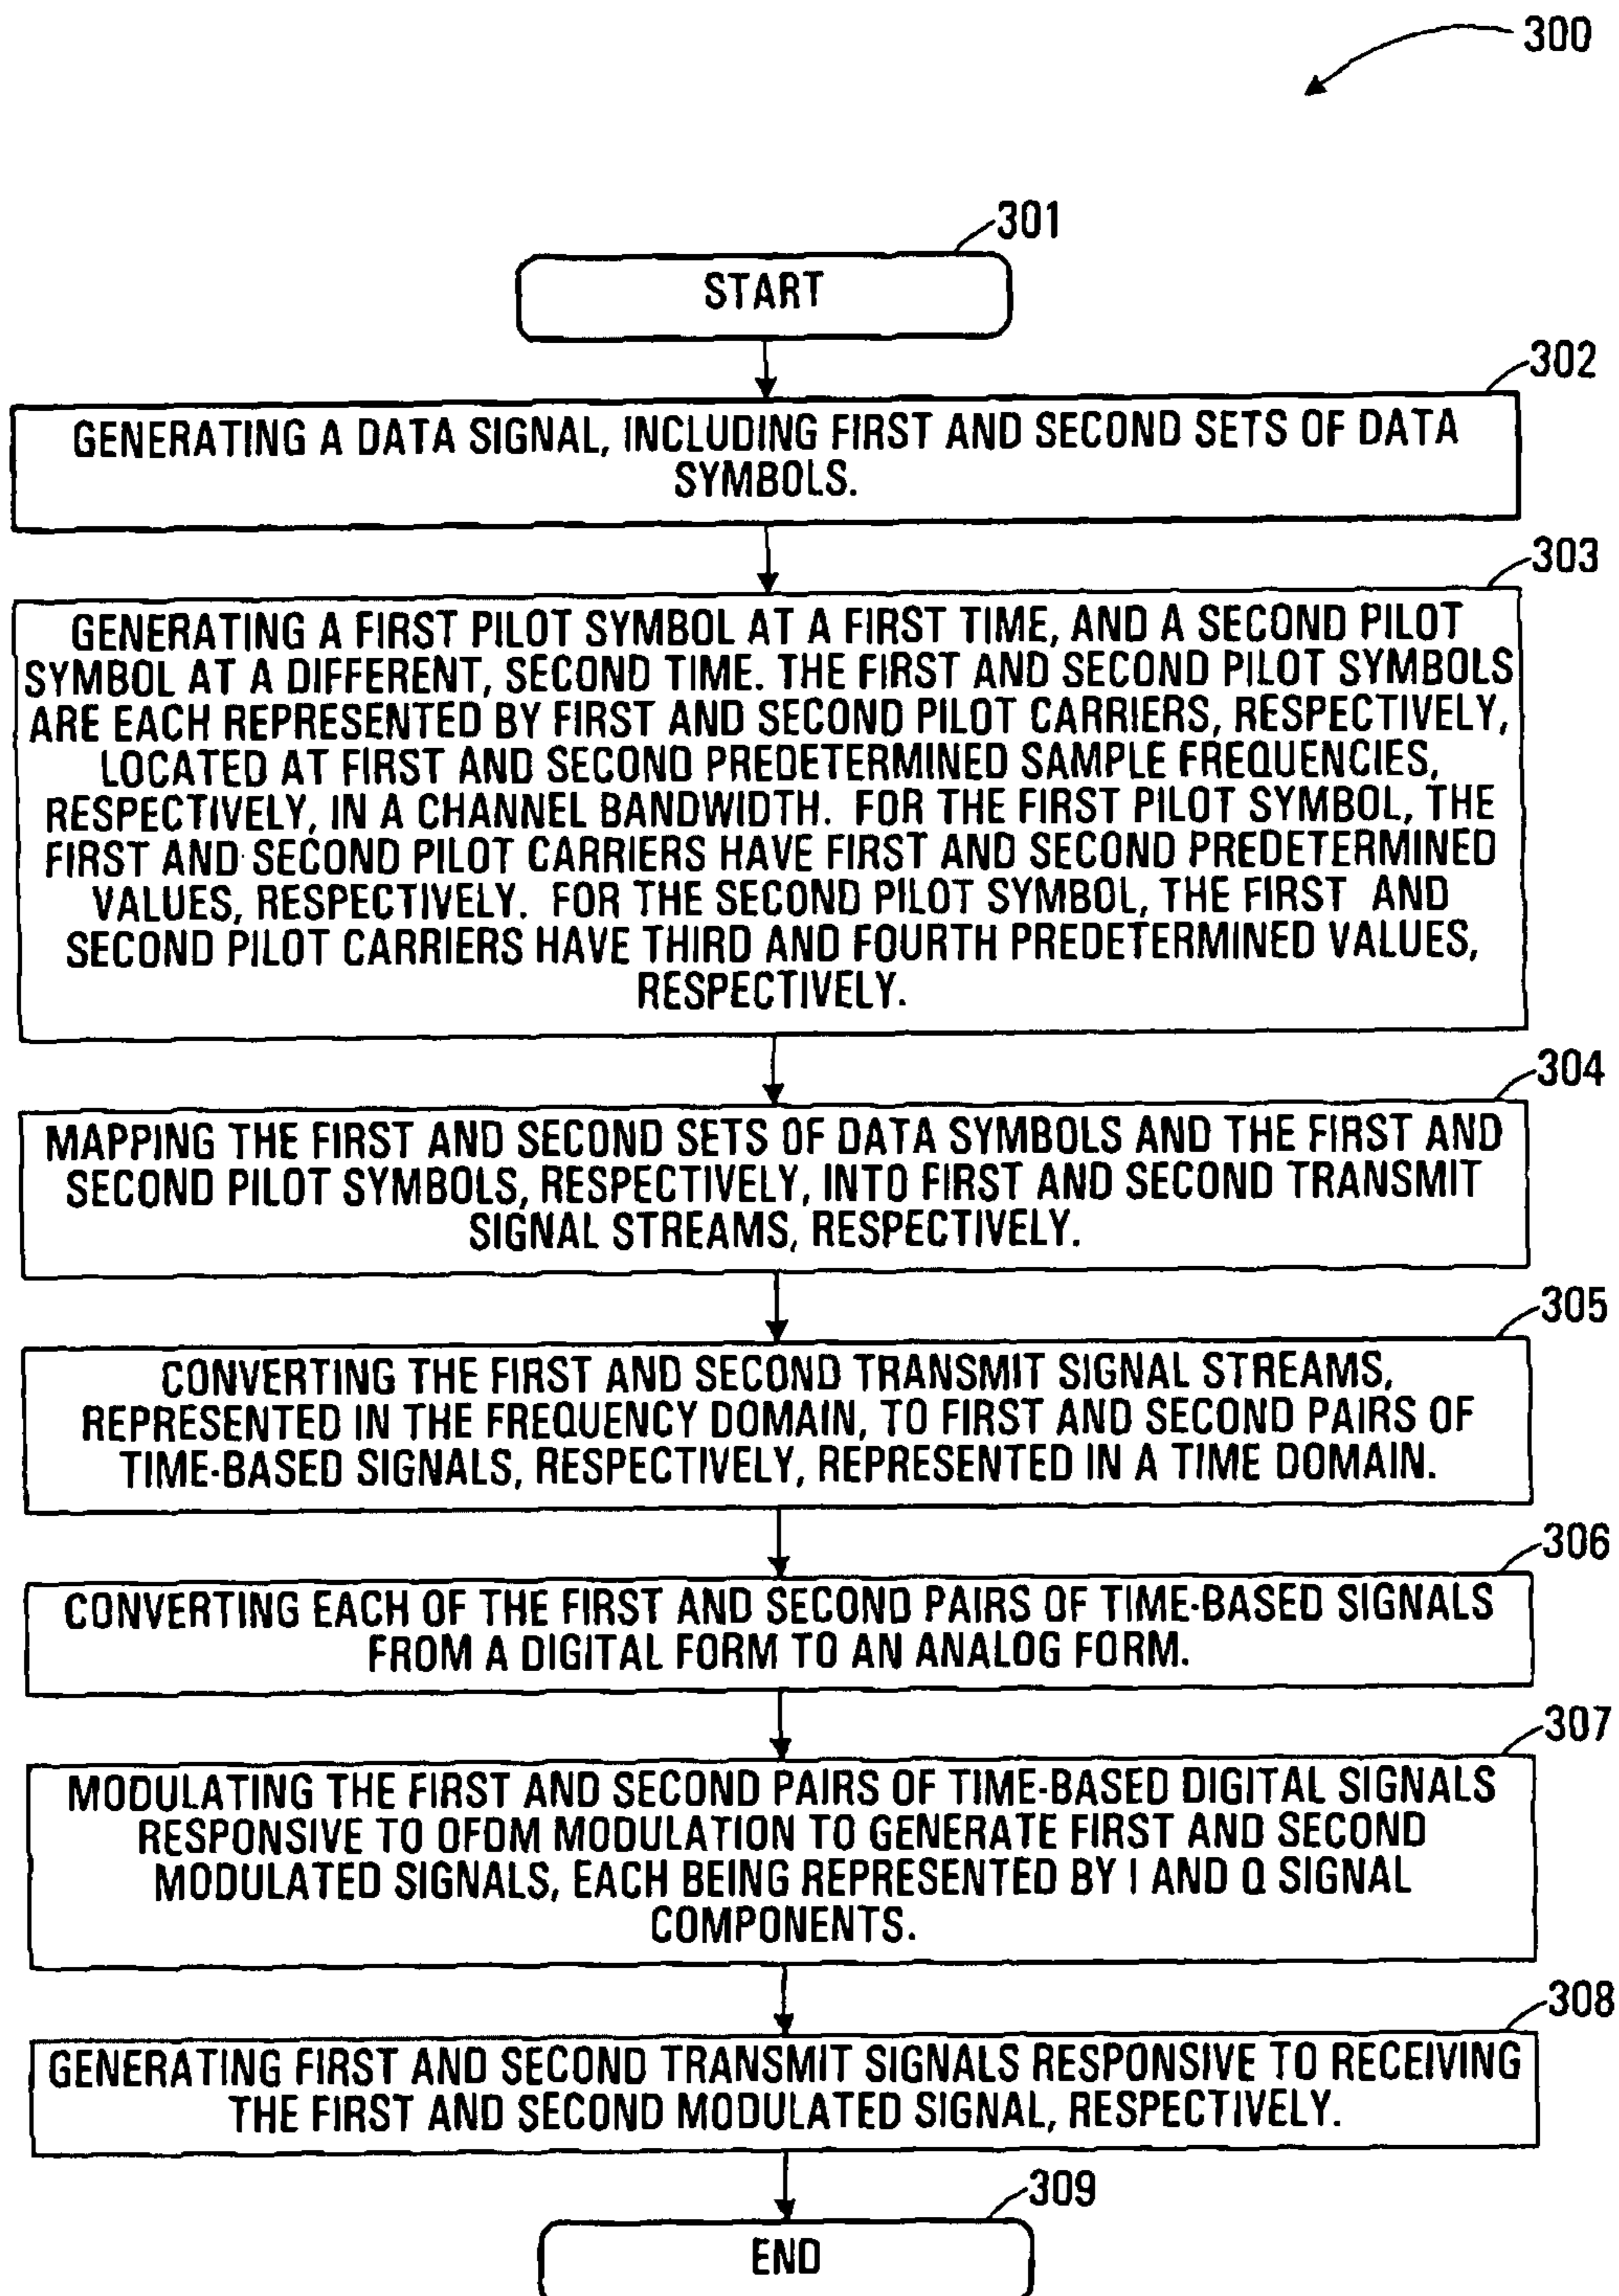 300
301
START
302
GENERATING A DATA SIGNAL, INCLUDING FIRST AND SECOND SETS OF DATA
SYMBOLS.
303
GENERATING A FIRST PILOT SYMBOL AT A FIRST TIME, AND A SECOND PILOT
SYMBOL AT A DIFFERENT, SECOND TIME. THE FIRST AND SECOND PILOT SYMBOLS
ARE EACH REPRESENTED BY FIRST AND SECOND PILOT CARRIERS, RESPECTIVELY,
LOCATED AT FIRST AND SECOND PREDETERMINED SAMPLE FREQUENCIES,
RESPECTIVELY, IN A CHANNEL BANDWIDTH. FOR THE FIRST PILOT SYMBOL, THE
FIRST AND SECOND PILOT CARRIERS HAVE FIRST AND SECOND PREDETERMINED
VALUES, RESPECTIVELY. FOR THE SECOND PILOT SYMBOL, THE FIRST AND
SECOND PILOT CARRIERS HAVE THIRD AND FOURTH PREDETERMINED VALUES,
RESPECTIVELY.
304
MAPPING THE FIRST AND SECOND SETS OF DATA SYMBOLS AND THE FIRST AND
SECOND PILOT SYMBOLS, RESPECTIVELY, INTO FIRST AND SECOND TRANSMIT
SIGNAL STREAMS, RESPECTIVELY.
305
CONVERTING THE FIRST AND SECOND TRANSMIT SIGNAL STREAMS,
REPRESENTED IN THE FREQUENCY DOMAIN, TO FIRST AND SECOND PAIRS OF
TIME-BASED SIGNALS, RESPECTIVELY, REPRESENTED IN A TIME DOMAIN.
306
CONVERTING EACH OF THE FIRST AND SECOND PAIRS OF TIME-BASED SIGNALS
FROM A DIGITAL FORM TO AN ANALOG FORM.
307
MODULATING THE FIRST AND SECOND PAIRS OF TIME-BASED DIGITAL SIGNALS
RESPONSIVE TO OFDM MODULATION TO GENERATE FIRST AND SECOND
MODULATED SIGNALS, EACH BEING REPRESENTED BY I AND Q SIGNAL
COMPONENTS.
308
GENERATING FIRST AND SECOND TRANSMIT SIGNALS RESPONSIVE TO RECEIVING
THE FIRST AND SECOND MODULATED SIGNAL, RESPECTIVELY.
309
END